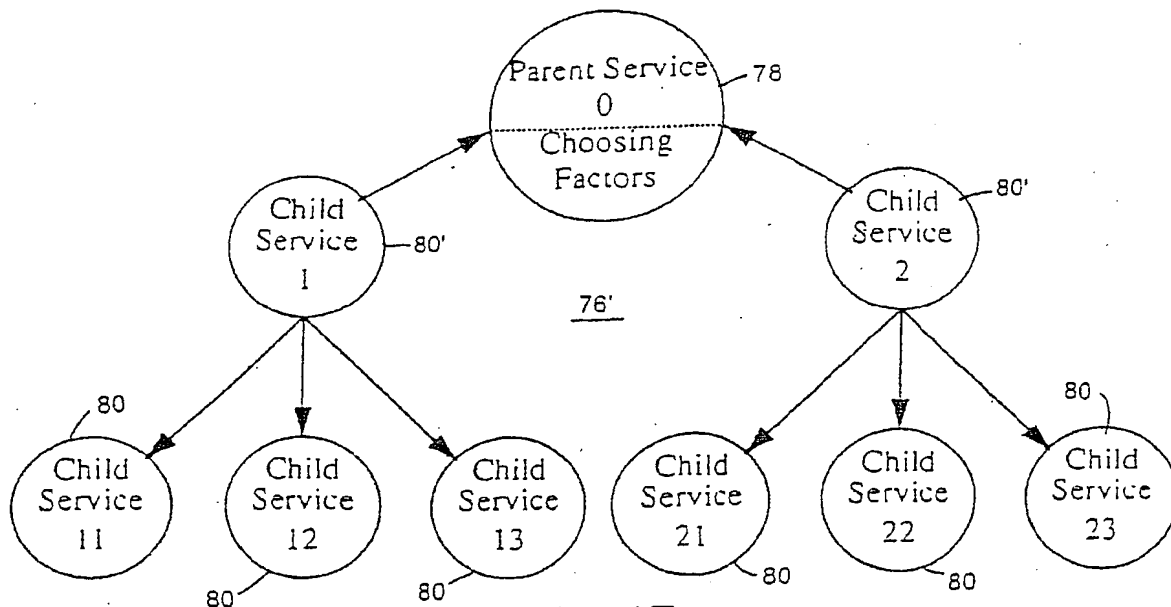 Parent Service
0
Choosing
Factors
78
Child
Service
1
80'
Child
Service
2
80'
76'
Child
Service
11
80
Child
Service
12
80
Child
Service
13
80
Child
Service
21
80
Child
Service
22
80
Child
Service
23
80